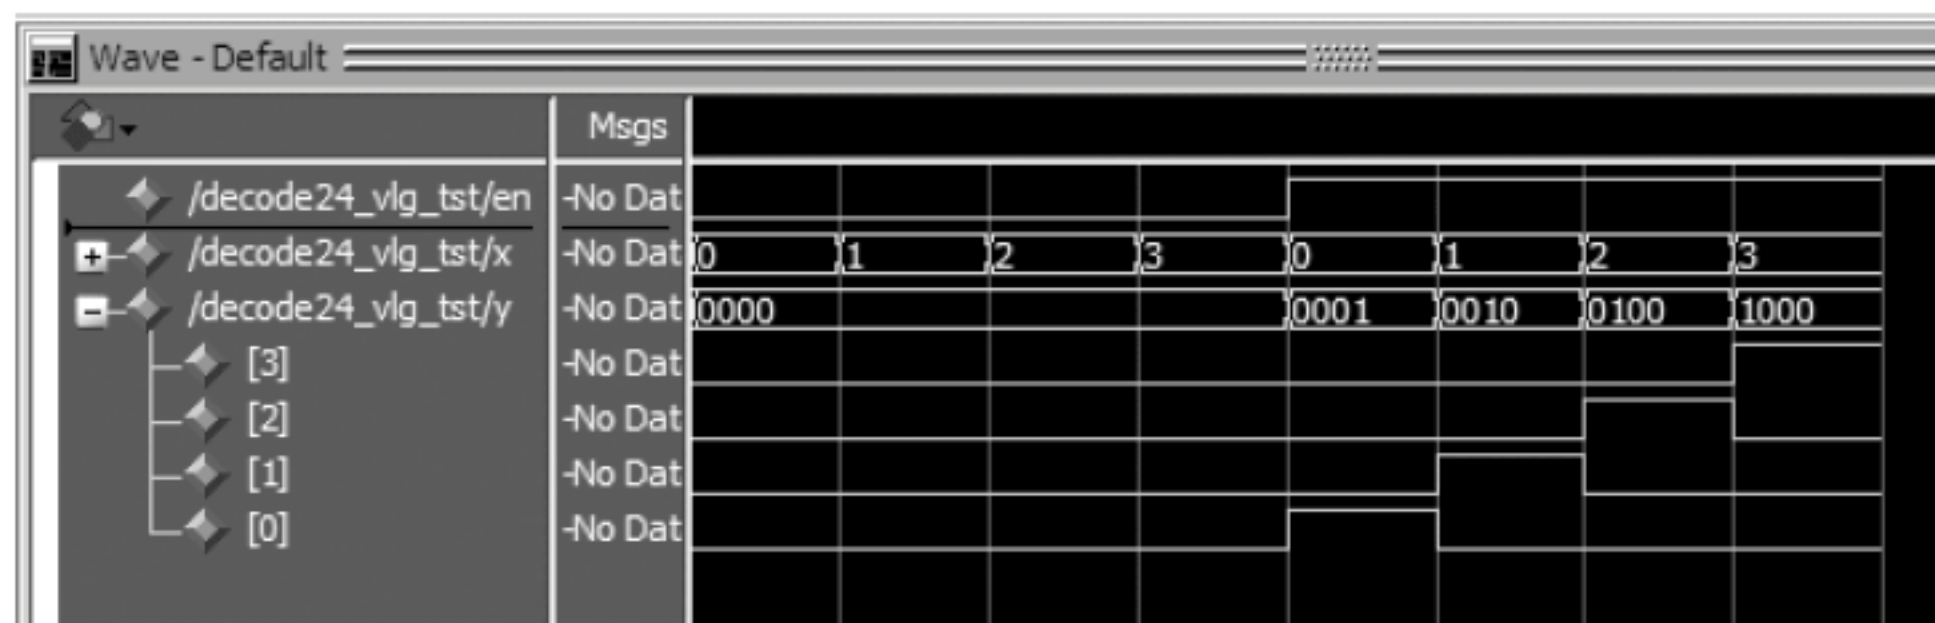 Wave - Default
Msgs
/decode24_vlg_tst/en -No Dat
/decode24_vlg_tst/x -No Dat 0 1 2 3 0 1 2 3
/decode24_vlg_tst/y -No Dat 0000 0001 0010 0100 1000
[3] -No Dat
[2] -No Dat
[1] -No Dat
[0] -No Dat